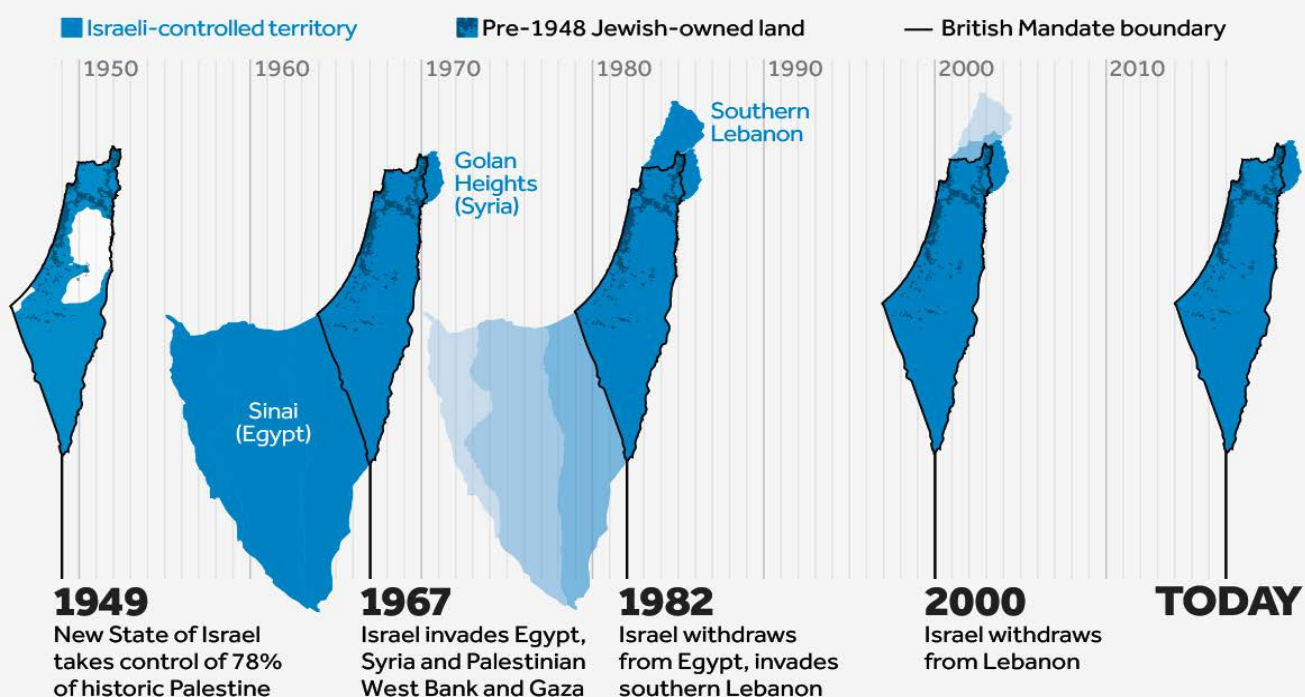 Israeli-controlled territory
Pre-1948 Jewish-owned land
British Mandate boundary
1950
1960
1970
1980
1990
2000
2010
Southern
Lebanon
Golan
Heights
(Syria)
Sinai
(Egypt)
1949
New State of Israel
takes control of 78%
of historic Palestine
1967
Israel invades Egypt,
Syria and Palestinian
West Bank and Gaza
1982
Israel withdraws
from Egypt, invades
southern Lebanon
2000
Israel withdraws
from Lebanon
TODAY